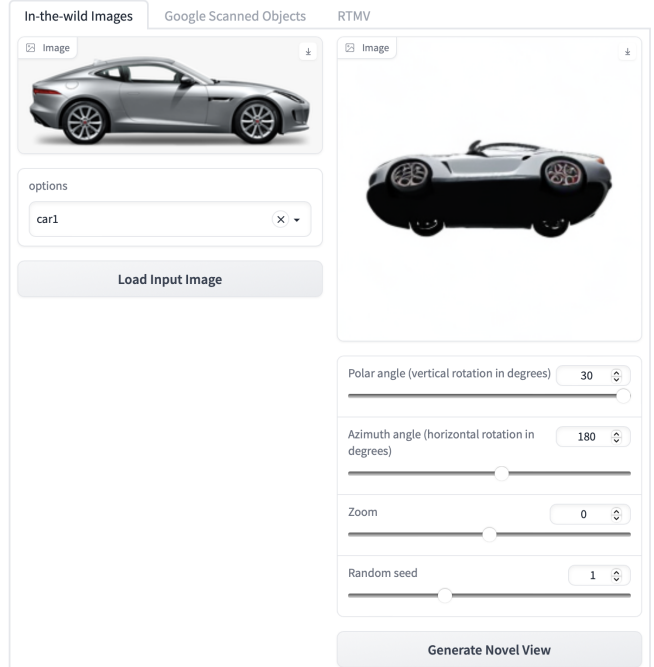 In-the-wild Images
Google Scanned Objects
RTMV
Image
options
car1
Load Input Image
Image
Polar angle (vertical rotation in degrees)
30
Azimuth angle (horizontal rotation in
degrees)
180
Zoom
0
Random seed
1
Generate Novel View